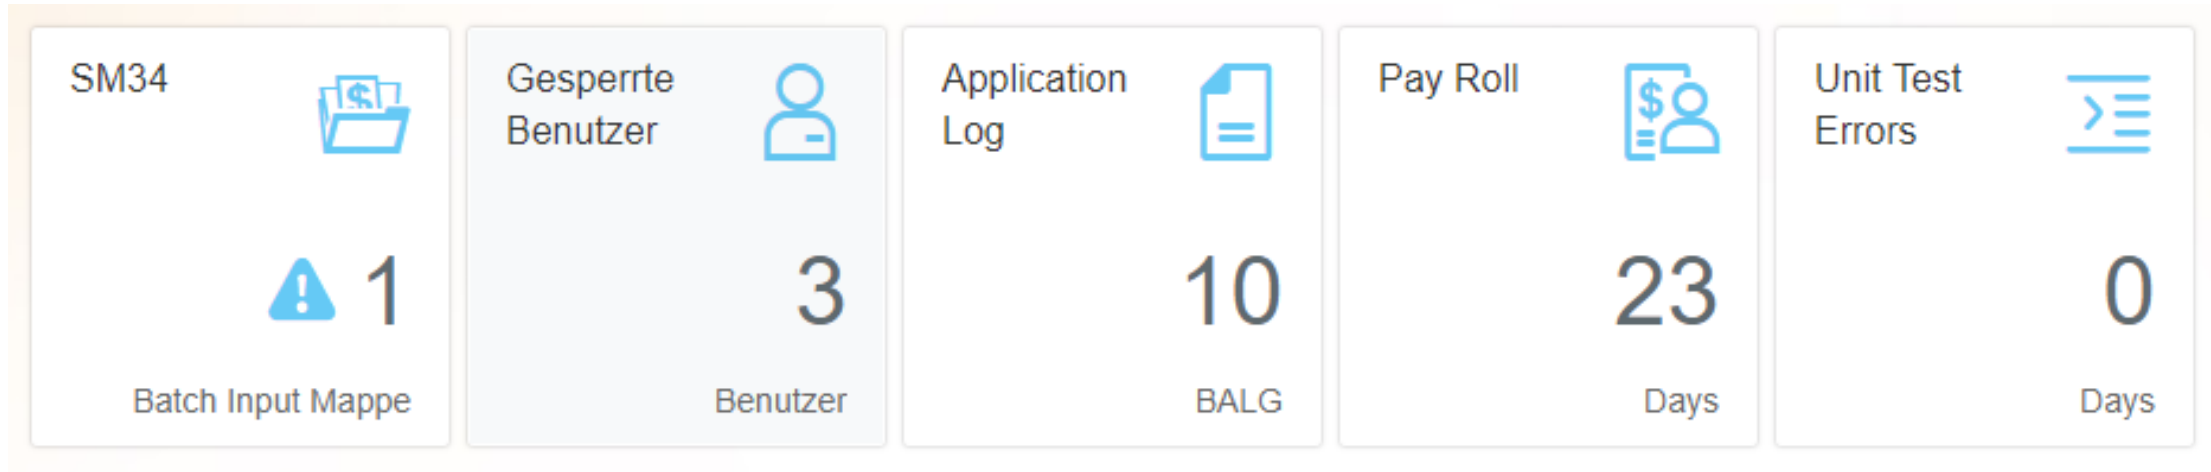 SM34
1
Batch Input Mappe
Gesperrte
Benutzer
3
Benutzer
Application
Log
10
BALG
Pay Roll
$
23
Days
Unit Test
Errors
0
Days